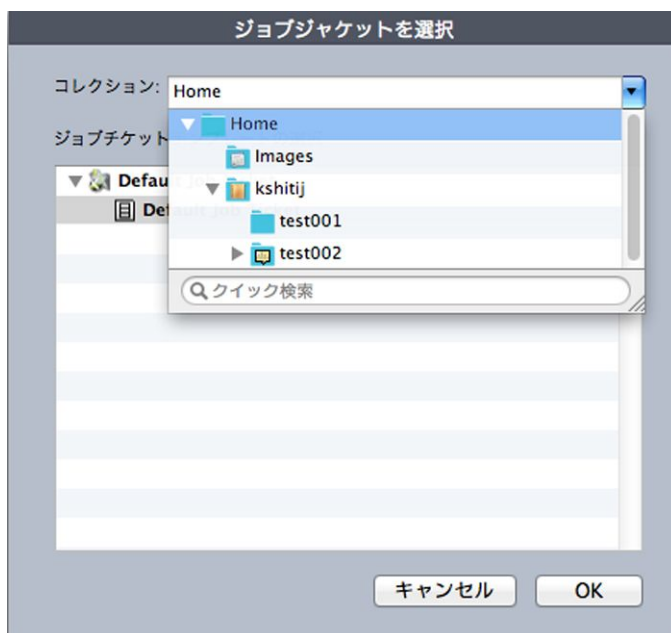 ジョブジャケットを選択
コレクション: Home
Home
ジョブチケット
Images
Defau
kshitij
Def
test001
test002
クイック検索
キャンセル OK